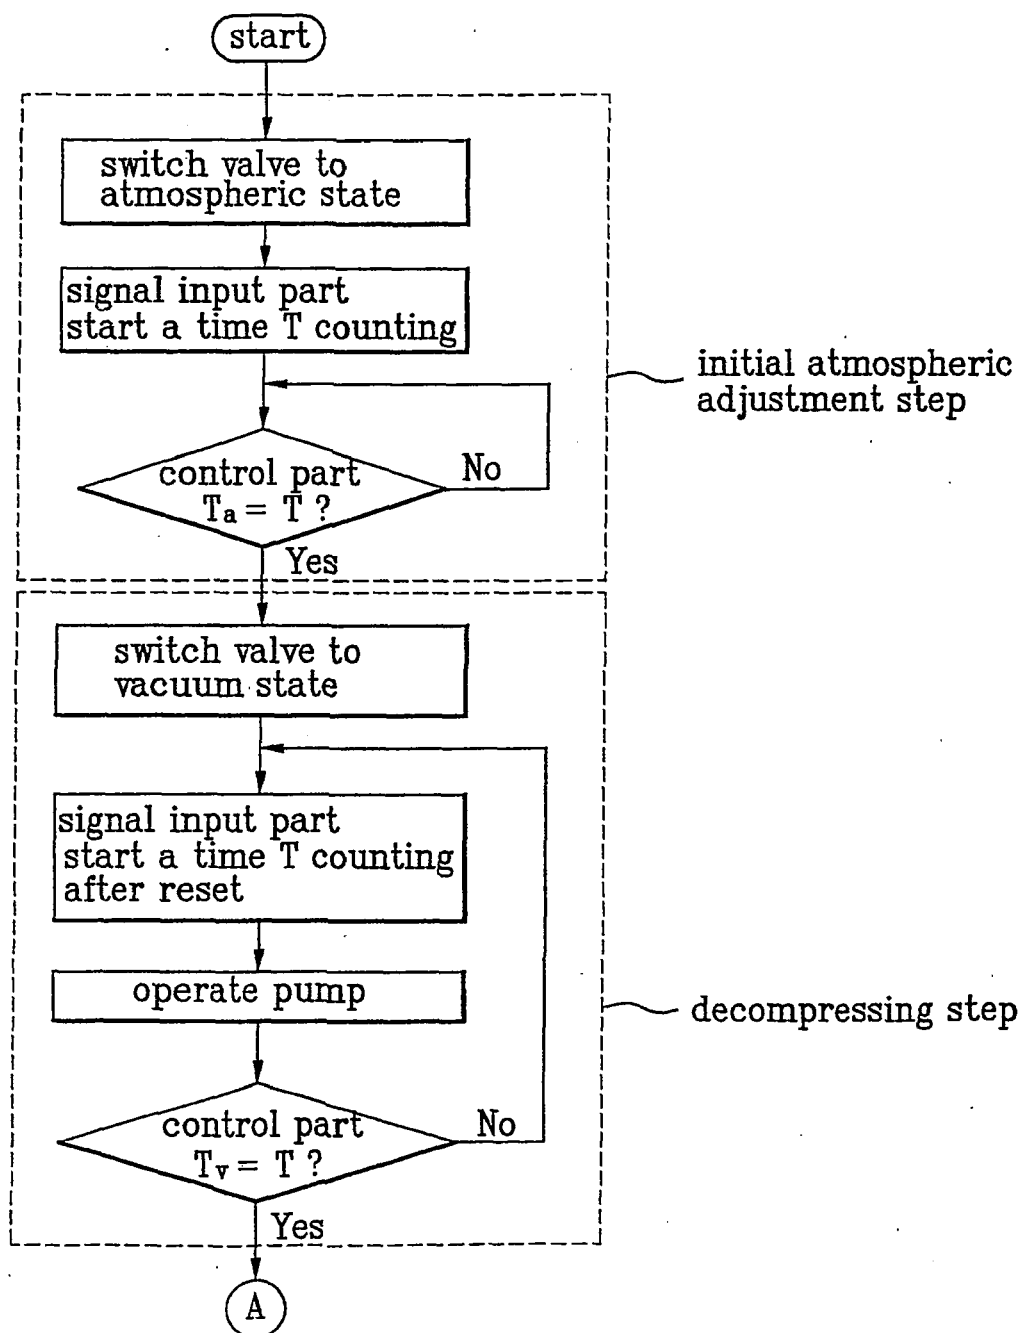 start
switch valve to
atmospheric state
signal input part
start a time T counting
initial atmospheric
adjustment step
control part
Ta = T ?
No
Yes
switch valve to
vacuum state
signal input part
start a time T counting
after reset
operate pump
decompressing step
control part
Tv = T ?
No
Yes
A